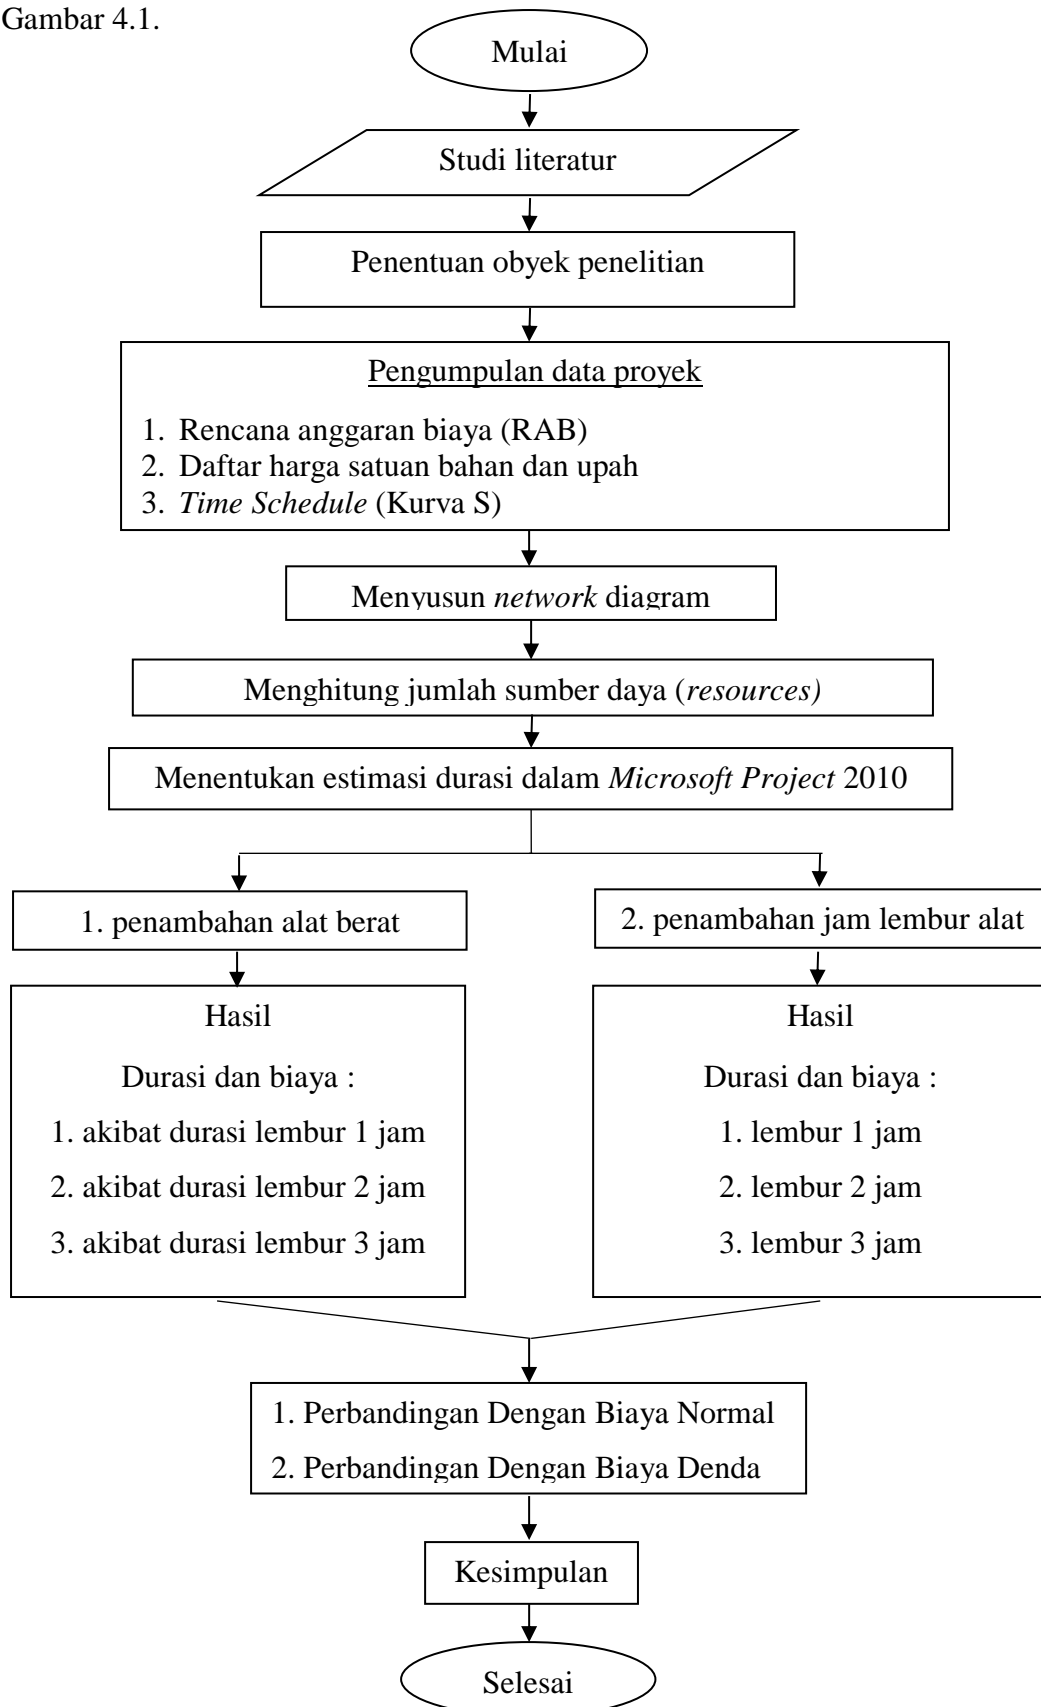 Gambar 4.1.
Mulai
Studi literatur
Penentuan obyek penelitian
Pengumpulan data proyek
1. Rencana anggaran biaya (RAB)
2. Daftar harga satuan bahan dan upah
3. Time Schedule (Kurva S)
Menyusun network diagram
Menghitung jumlah sumber daya (resources)
Menentukan estimasi durasi dalam Microsoft Project 2010
1. penambahan alat berat
2. penambahan jam lembur alat
Hasil
Durasi dan biaya :
1. akibat durasi lembur 1 jam
2. akibat durasi lembur 2 jam
3. akibat durasi lembur 3 jam
Hasil
Durasi dan biaya :
1. lembur 1 jam
2. lembur 2 jam
3. lembur 3 jam
1. Perbandingan Dengan Biaya Normal
2. Perbandingan Dengan Biaya Denda
Kesimpulan
Selesai